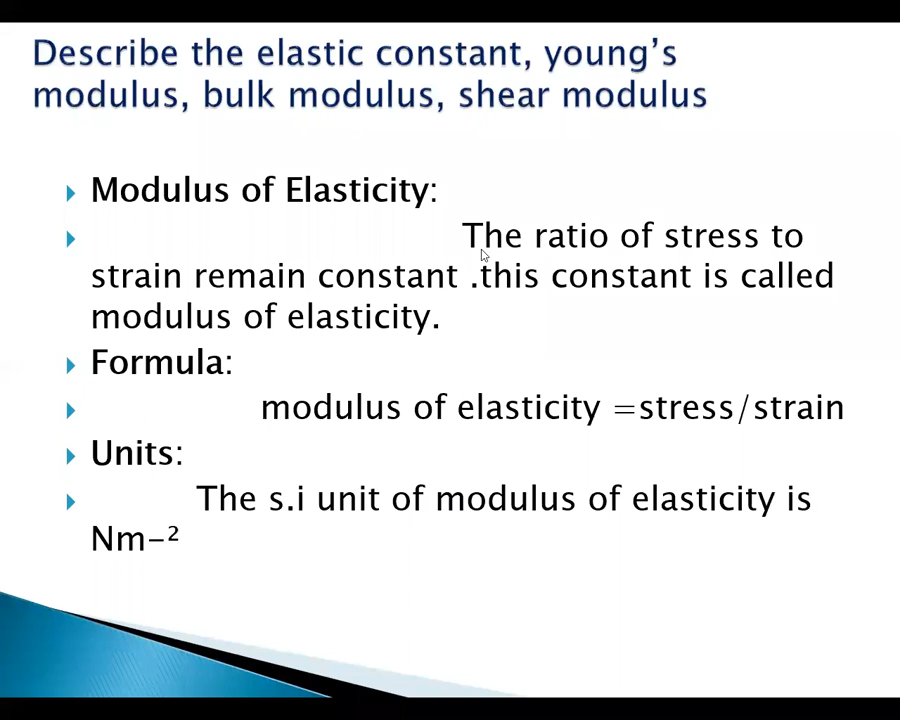 Describe the elastic constant, young's
modulus, bulk modulus, shear modulus
Modulus of Elasticity:
The ratio of stress to
strain remain constant .this constant is called
modulus of elasticity.
Formula:
modulus of elasticity =stress/strain
Units:
The s.i unit of modulus of elasticity is
Nm-²